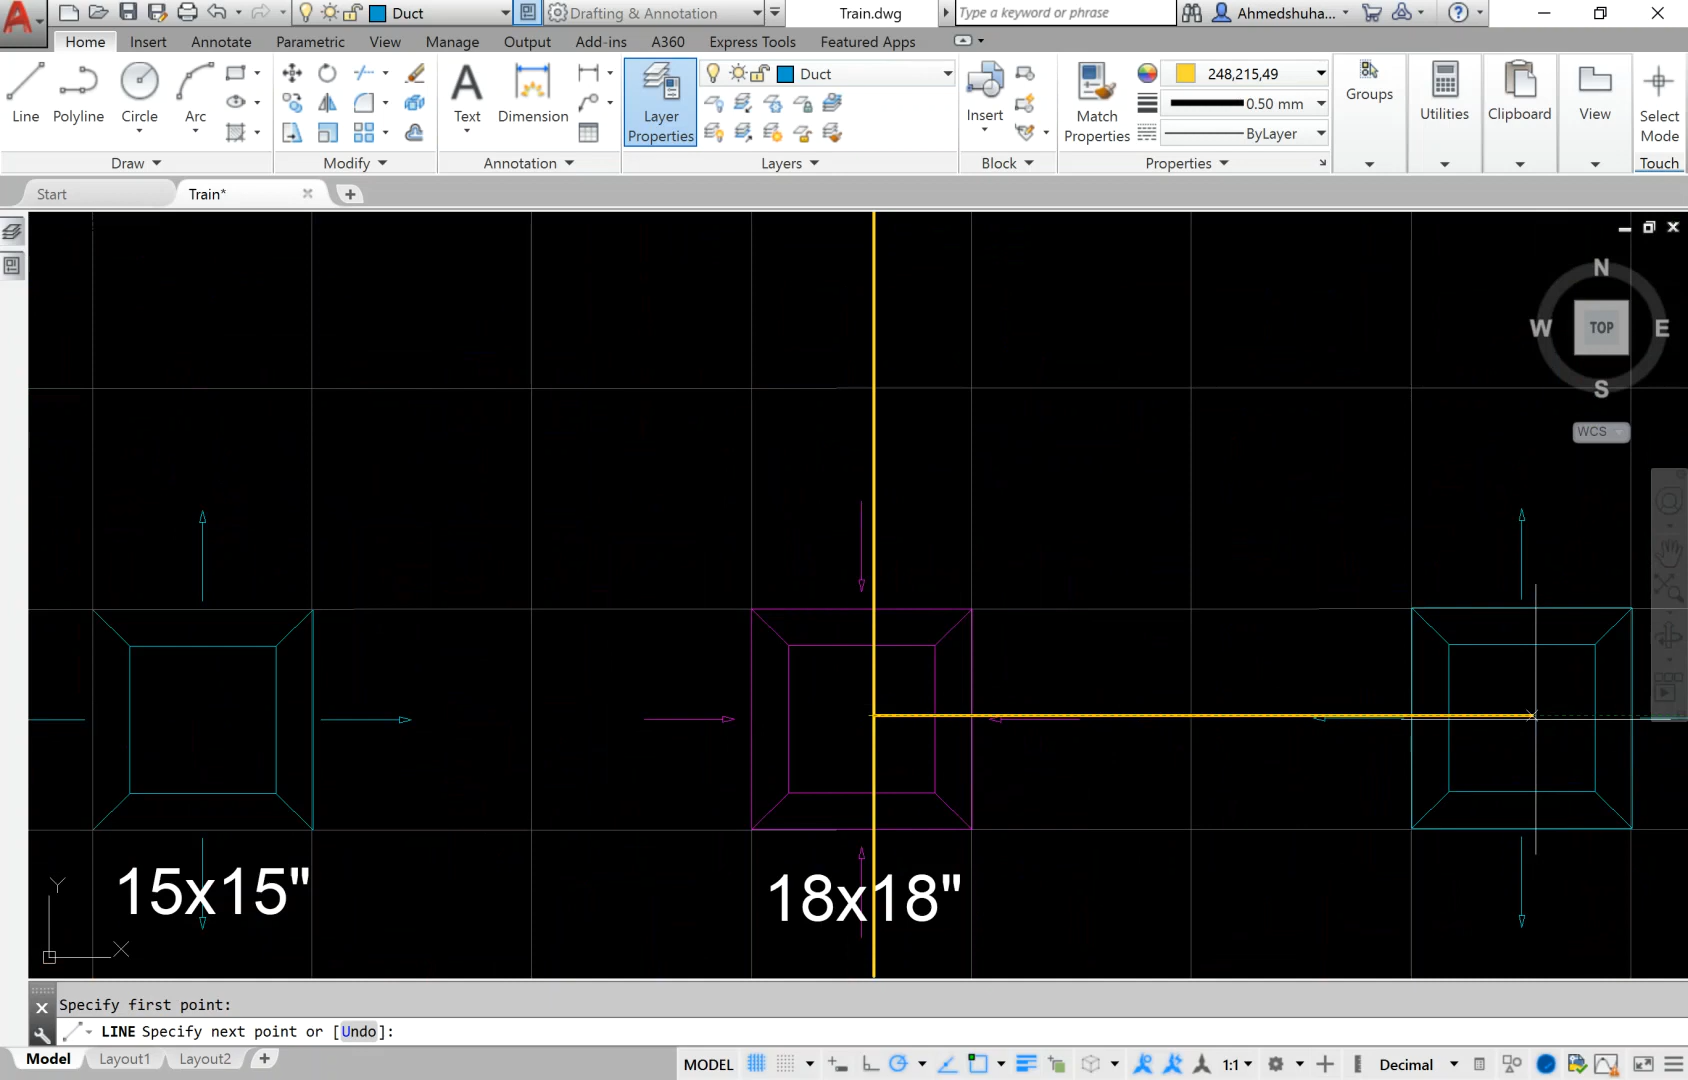 A Duct Drafting & Annotation Train.dwg Type a keyword or phrase Ahmedshuha... ?
Home Insert Annotate Parametric View Manage Output Add-ins A360 Express Tools Featured Apps
Duct 248,215,49
0.50 mm
ByLayer
Line Polyline Circle Arc A Text Dimension Layer Properties Insert Match Properties Groups Utilities Clipboard View Select Mode
Draw Modify Annotation Layers Block Properties Touch
Start Train*
N
W TOP E
S
WCS
15x15" 18x18"
Y
X
Specify first point:
LINE Specify next point or [Undo]:
Model Layout1 Layout2 +
MODEL 1:1 Decimal